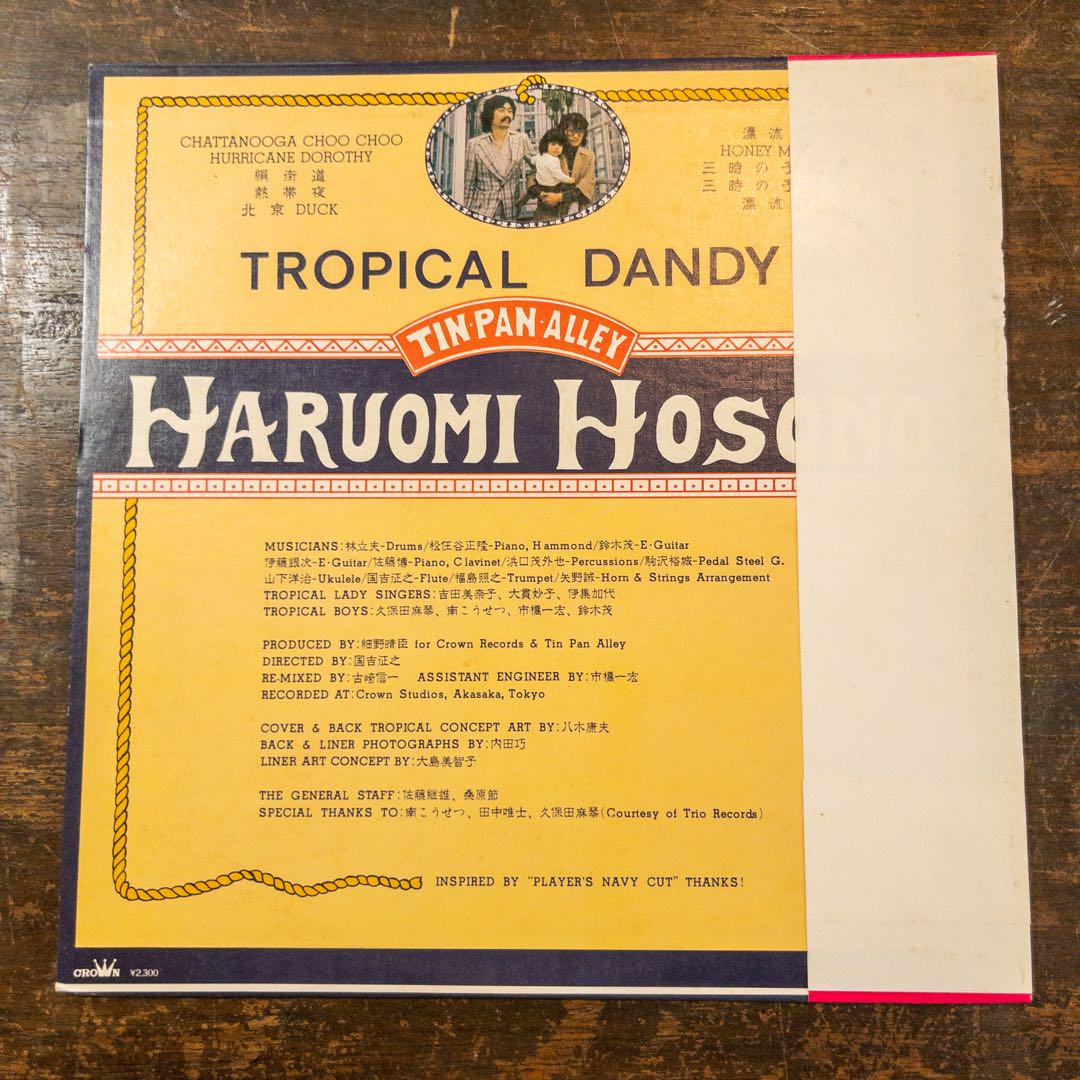 CHATTANOOGA CHOO CHOO
HURRICANE DOROTHY
絹街道
熱帯夜
北京 DUCK
漂流
HONEY M
三時の子
三時の子
漂流
TROPICAL DANDY
TIN·PAN·ALLEY
HARUOMI HOSONO
MUSICIANS:林立夫-Drums/松任谷正隆-Piano, Hammond/鈴木茂-E·Guitar
伊藤銀次-E·Guitar/佐藤博-Piano, Clavinet/浜口茂外也-Percussions/駒沢裕城-Pedal Steel G.
山下洋治-Ukulele/国吉征之-Flute/福島照之-Trumpet/矢野誠-Horn & Strings Arrangement
TROPICAL LADY SINGERS:吉田美奈子、大貫妙子、伊集加代
TROPICAL BOYS:久保田麻琴、南こうせつ、市橋一宏、鈴木茂
PRODUCED BY:細野晴臣 for Crown Records & Tin Pan Alley
DIRECTED BY:国吉征之
RE-MIXED BY:吉崎信一 ASSISTANT ENGINEER BY:市橋一宏
RECORDED AT:Crown Studios, Akasaka, Tokyo
COVER & BACK TROPICAL CONCEPT ART BY:八木康夫
BACK & LINER PHOTOGRAPHS BY:内田巧
LINER ART CONCEPT BY:大島美智子
THE GENERAL STAFF:佐藤継雄、桑原節
SPECIAL THANKS TO:南こうせつ、田中唯士、久保田麻琴(Courtesy of Trio Records)
INSPIRED BY "PLAYER'S NAVY CUT" THANKS!
CROWN ¥2,300